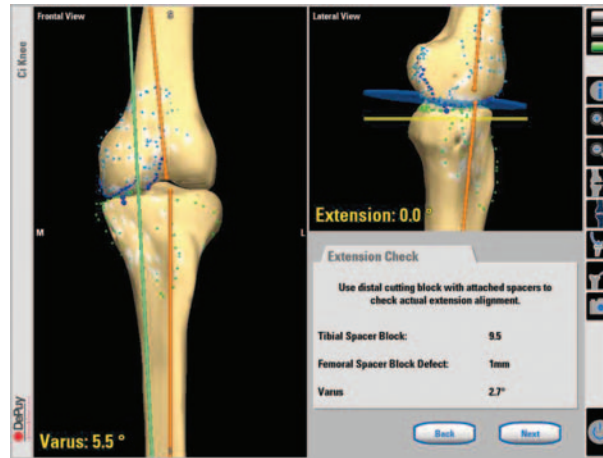 Frontal View
S
Ci Knee
M
L
I
DePuy
Varus: 5.5 °
Lateral View
Extension: 0.0 °
Extension Check
Use distal cutting block with attached spacers to
check actual extension alignment.
Tibial Spacer Block: 9.5
Femoral Spacer Block Defect: 1mm
Varus 2.7°
Back Next